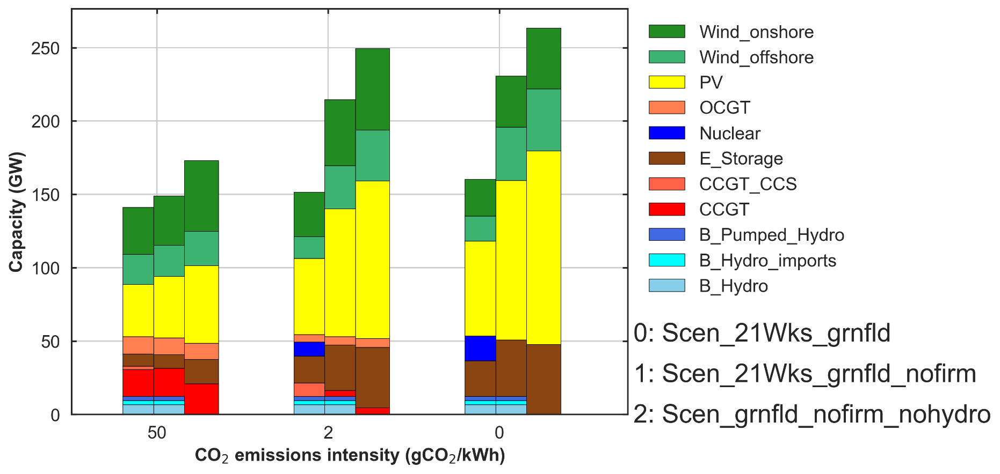 250
200
150
100
50
0
Capacity (GW)
50 2 0
CO₂ emissions intensity (gCO₂/kWh)
Wind_onshore
Wind_offshore
PV
OCGT
Nuclear
E_Storage
CCGT_CCS
CCGT
B_Pumped_Hydro
B_Hydro_imports
B_Hydro
0: Scen_21Wks_grnfld
1: Scen_21Wks_grnfld_nofirm
2: Scen_grnfld_nofirm_nohydro